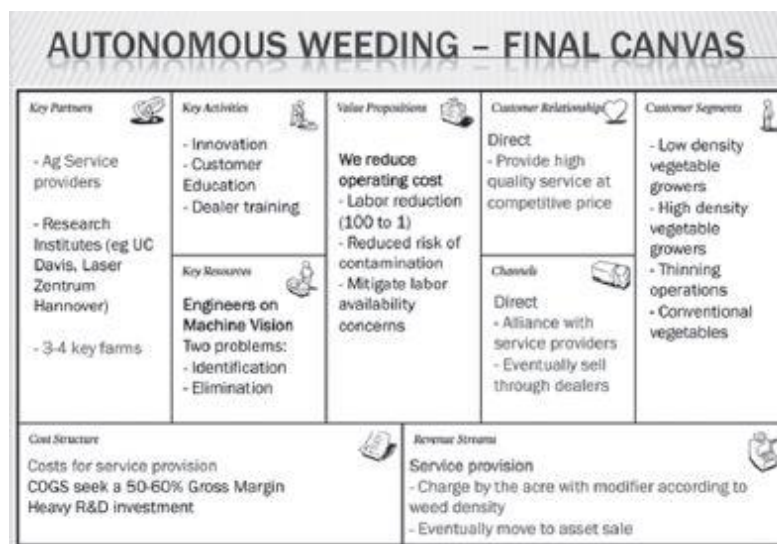 AUTONOMOUS WEEDING – FINAL CANVAS
Key Partners
- Ag Service
providers
- Research
Institutes (eg UC
Davis, Laser
Zentrum
Hannover)
- 3-4 key farms
Key Activities
- Innovation
- Customer
Education
- Dealer training
Key Resources
Engineers on
Machine Vision
Two problems:
- Identification
- Elimination
Value Propositions
We reduce
operating cost
- Labor reduction
(100 to 1)
- Reduced risk of
contamination
- Mitigate labor
availability
concerns
Customer Relationship
Direct
- Provide high
quality service at
competitive price
Channels
Direct
- Alliance with
service providers
- Eventually sell
through dealers
Customer Segments
- Low density
vegetable
growers
- High density
vegetable
growers
- Thinning
operations
- Conventional
vegetables
Cost Structure
Costs for service provision
COGS seek a 50-60% Gross Margin
Heavy R&D investment
Revenue Streams
Service provision
- Charge by the acre with modifier according to
weed density
- Eventually move to asset sale